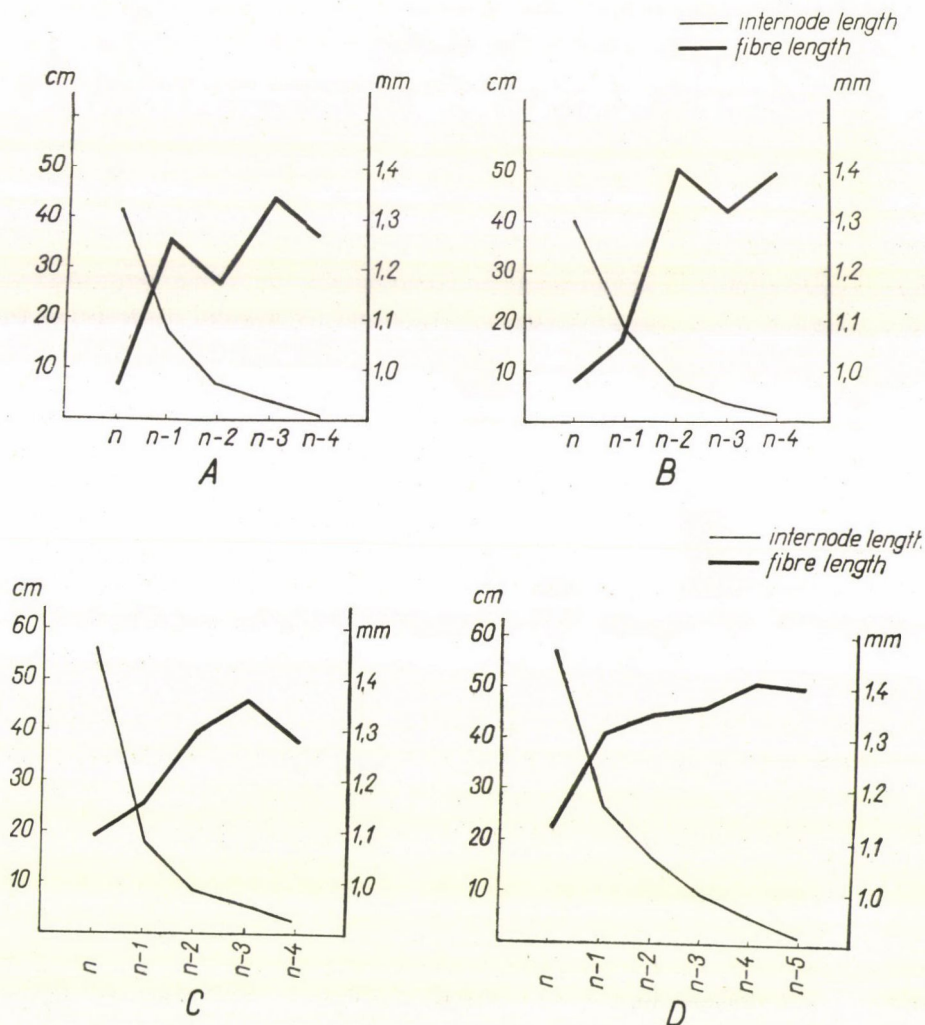 internode length
fibre length
cm
mm
50
40
30
20
10
1,4
1,3
1,2
1,1
1,0
n n-1 n-2 n-3 n-4
A
cm
mm
50
40
30
20
10
1,4
1,3
1,2
1,1
1,0
n n-1 n-2 n-3 n-4
B
internode length
fibre length
cm
mm
60
50
40
30
20
10
1,4
1,3
1,2
1,1
1,0
n n-1 n-2 n-3 n-4
C
cm
mm
60
50
40
30
20
10
1,4
1,3
1,2
1,1
1,0
n n-1 n-2 n-3 n-4 n-5
D